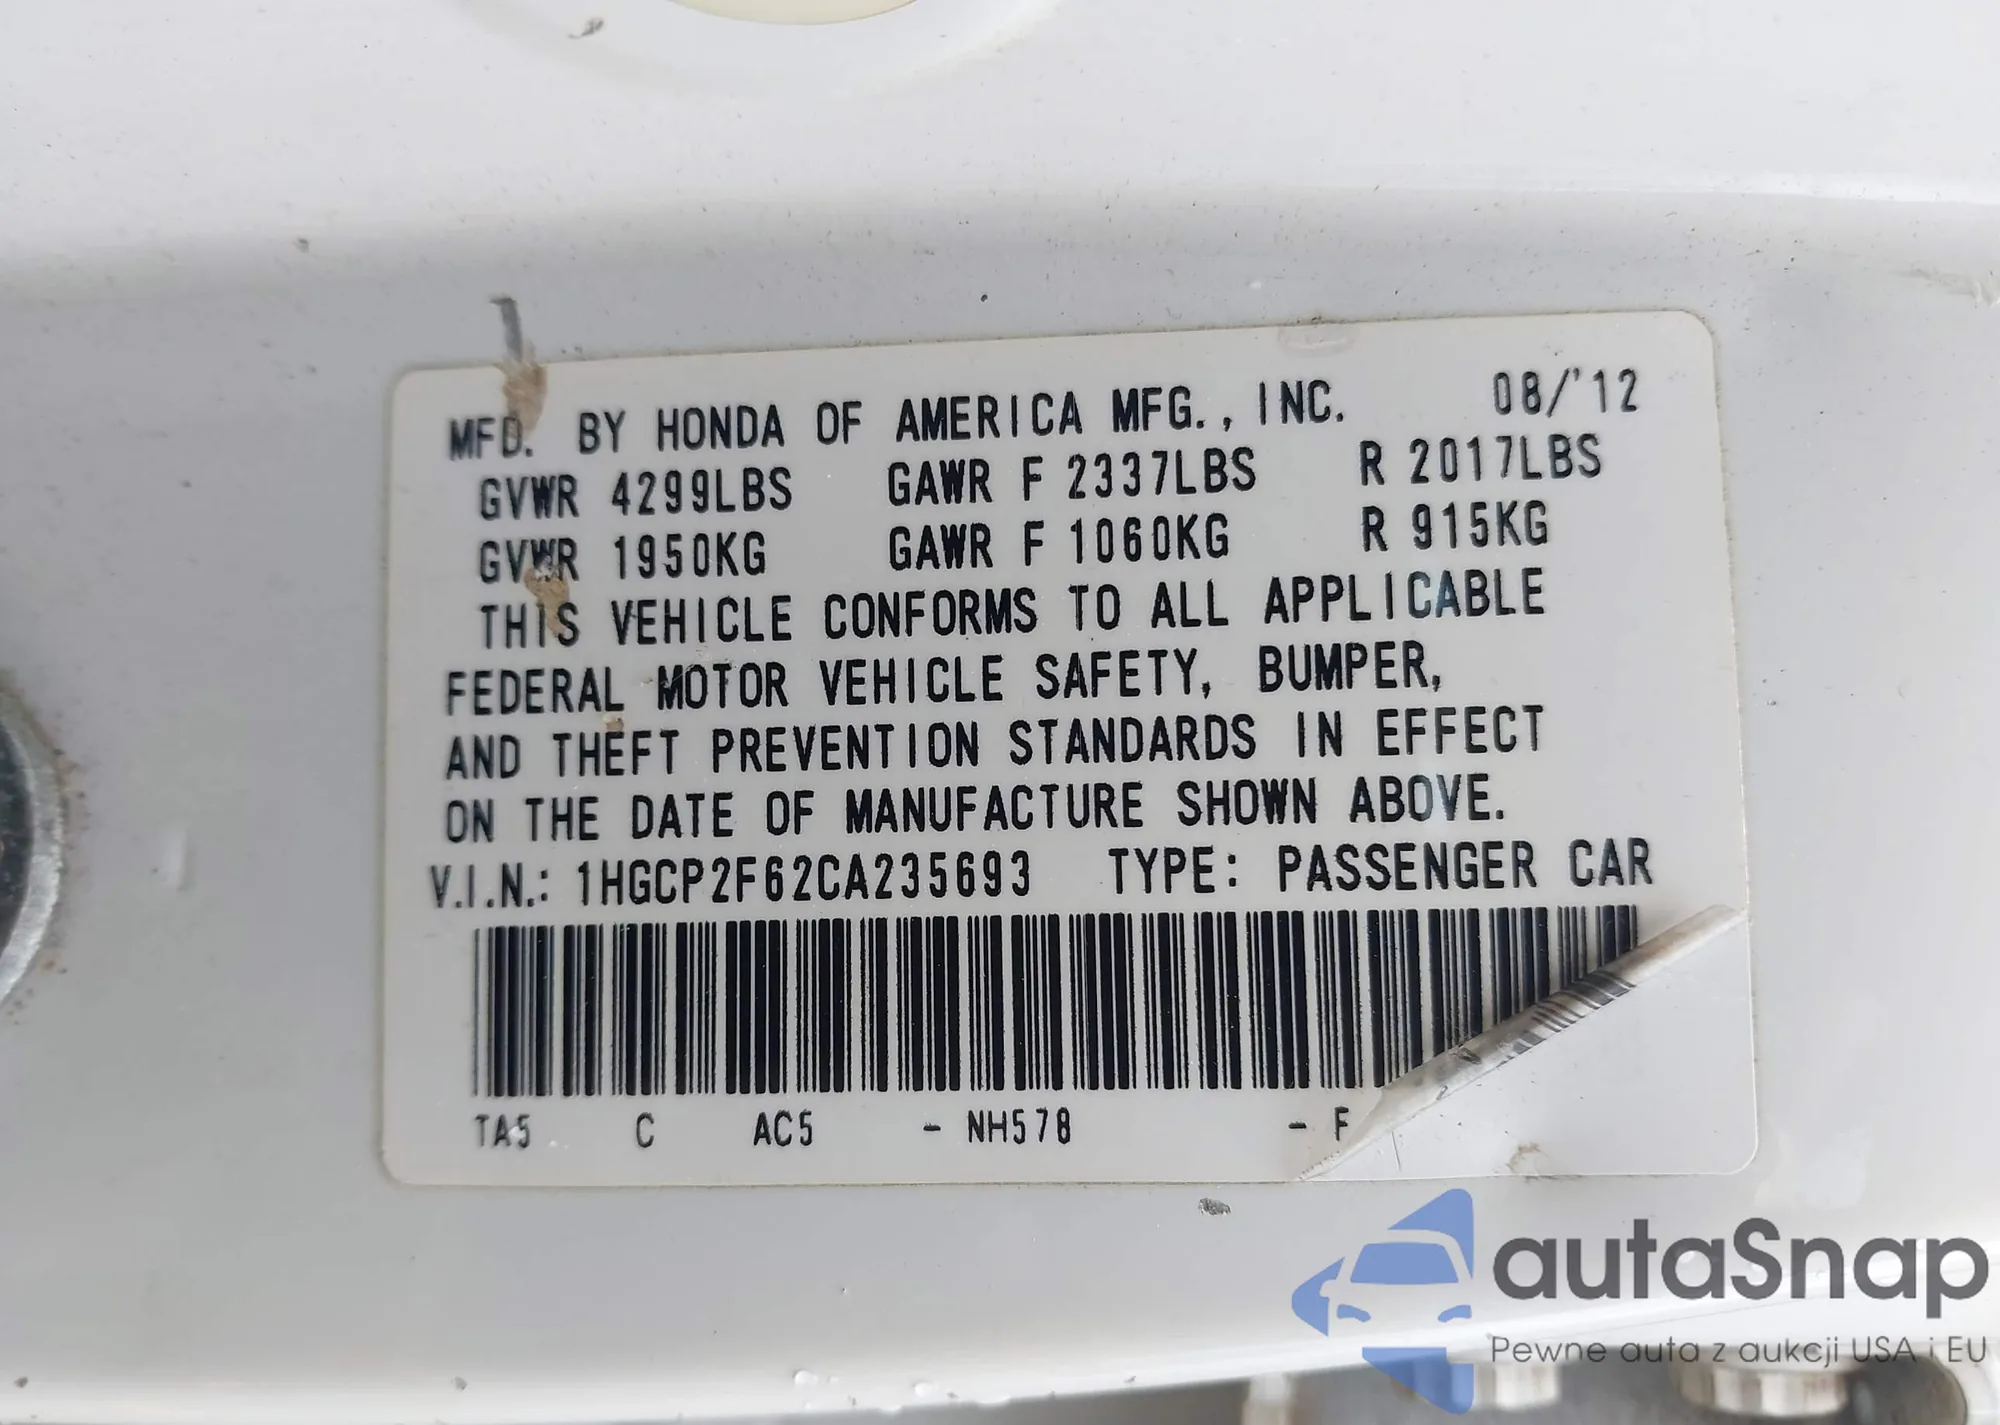 MFD. BY HONDA OF AMERICA MFG., INC. 08/'12
GVWR 4299LBS GAWR F 2337LBS R 2017LBS
GVWR 1950KG GAWR F 1060KG R 915KG
THIS VEHICLE CONFORMS TO ALL APPLICABLE
FEDERAL MOTOR VEHICLE SAFETY, BUMPER,
AND THEFT PREVENTION STANDARDS IN EFFECT
ON THE DATE OF MANUFACTURE SHOWN ABOVE.
V.I.N.: 1HGCP2F62CA235693 TYPE: PASSENGER CAR
TA5 C AC5 - NH578 - F
autaSnap
Pewne auta z aukcji USA i EU